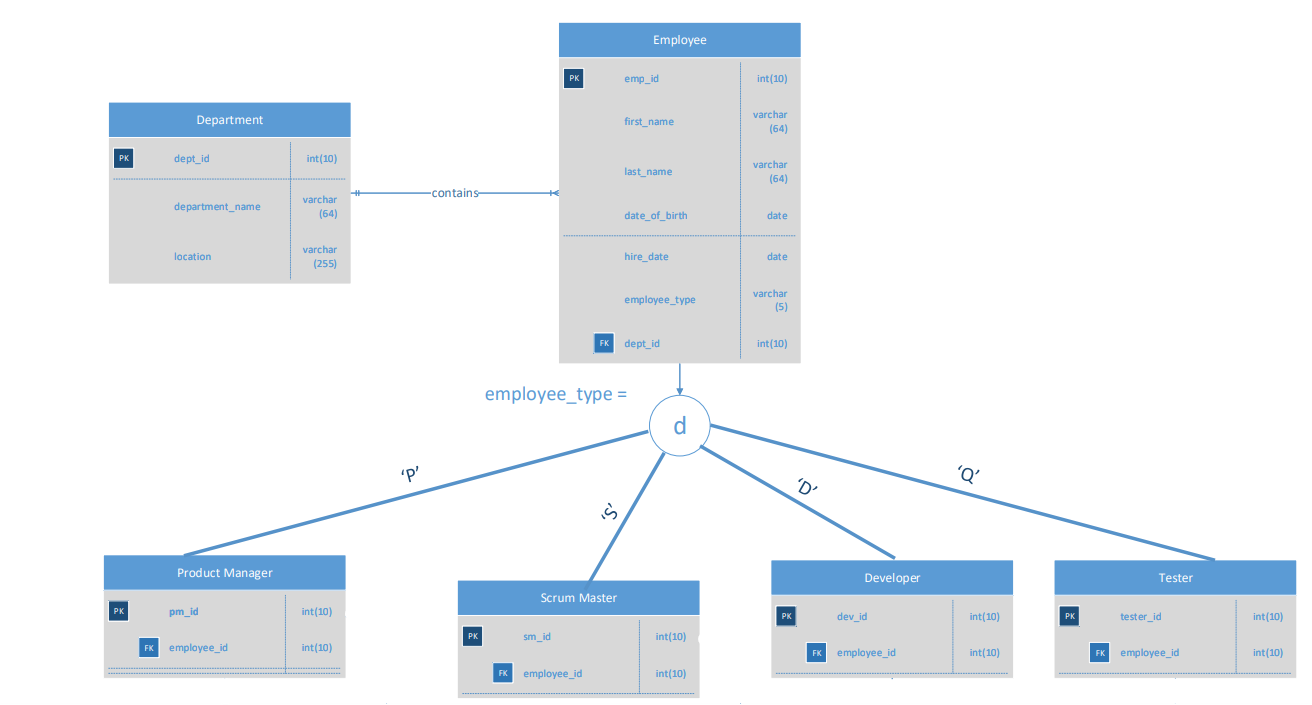 Employee
PK emp_id int(10)
first_name varchar
(64)
last_name varchar
(64)
date_of_birth date
hire_date date
employee_type varchar
(5)
FK dept_id int(10)
Department
PK dept_id int(10)
department_name varchar
(64)
location varchar
(255)
contains
employee_type =
d
‘P’
‘S’
‘D’
‘Q’
Product Manager
PK pm_id int(10)
FK employee_id int(10)
Scrum Master
PK sm_id int(10)
FK employee_id int(10)
Developer
PK dev_id int(10)
FK employee_id int(10)
Tester
PK tester_id int(10)
FK employee_id int(10)